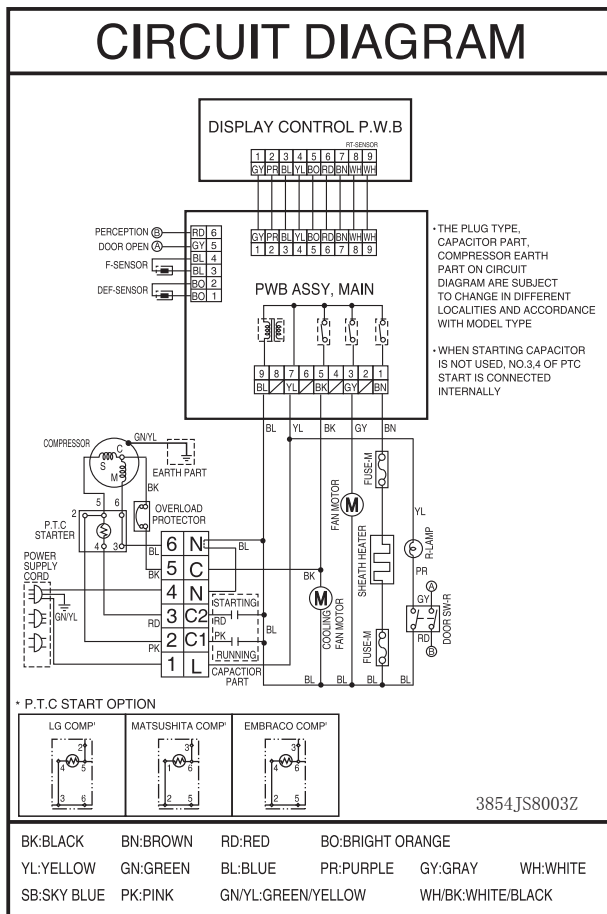 CIRCUIT DIAGRAM
DISPLAY CONTROL P.W.B
RT-SENSOR
1 2 3 4 5 6 7 8 9
GY PR BL YL BO RD BN WH WH
PERCEPTION B RD 6
DOOR OPEN A GY 5
BL 4
F-SENSOR BL 3
BO 2
DEF-SENSOR BO 1
GY PR BL YL BO RD BN WH WH
1 2 3 4 5 6 7 8 9
PWB ASSY, MAIN
9 8 7 6 5 4 3 2 1
BL YL BK GY BN
• THE PLUG TYPE,
CAPACITOR PART,
COMPRESSOR EARTH
PART ON CIRCUIT
DIAGRAM ARE SUBJECT
TO CHANGE IN DIFFERENT
LOCALITIES AND ACCORDANCE
WITH MODEL TYPE
• WHEN STARTING CAPACITOR
IS NOT USED, NO.3,4 OF PTC
START IS CONNECTED
INTERNALLY
BL YL BK GY BN
COMPRESSOR
GN/YL
C
S
M
EARTH PART
BK
5 6
2
P.T.C
STARTER
4 3
OVERLOAD
PROTECTOR
BL
6 N
BL
BK
5 C
BK
POWER
SUPPLY
CORD
GN/YL
4 N
RD
3 C2
STARTING
RD
PK
2 C1
PK
RUNNING
1 L
CAPACTIOR
PART
BL
M
COOLING
FAN MOTOR
FAN MOTOR
M
FUSE-M
SHEATH HEATER
FUSE-M
YL
R-LAMP
PR
A
GY
DOOR SW-R
RD
B
BL BL BL BL
* P.T.C START OPTION
LG COMP'
2
4 5
3 6
MATSUSHITA COMP'
3
1 6
2 5
EMBRACO COMP'
3
4 6
2 5
3854JS8003Z
BK:BLACK BN:BROWN RD:RED BO:BRIGHT ORANGE
YL:YELLOW GN:GREEN BL:BLUE PR:PURPLE GY:GRAY WH:WHITE
SB:SKY BLUE PK:PINK GN/YL:GREEN/YELLOW WH/BK:WHITE/BLACK